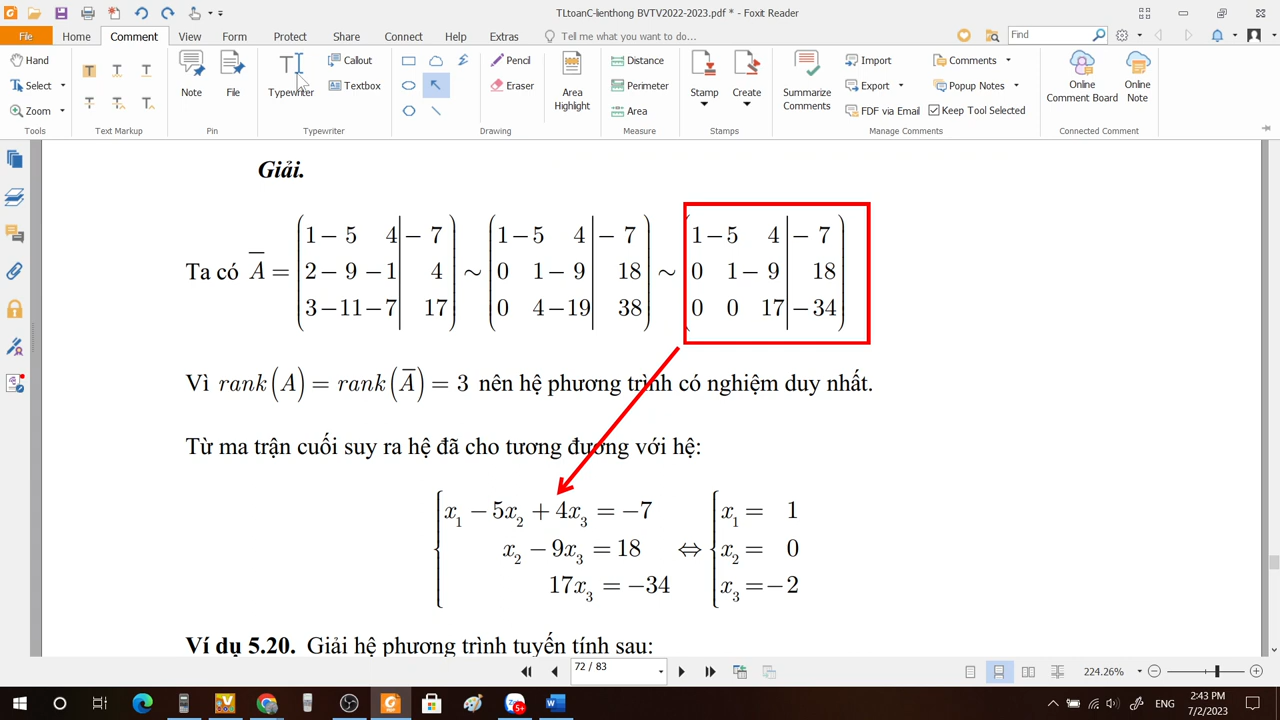 TLtoanC-lienthong BVTV2022-2023.pdf * - Foxit Reader
File Home Comment View Form Protect Share Connect Help Extras Tell me what you want to do... Find
Hand
Select
Zoom
Tools
Text Markup
Note
File
Pin
Typewriter
Callout
Textbox
Typewriter
Pencil
Eraser
Drawing
Area Highlight
Distance
Perimeter
Area
Measure
Stamp
Create
Stamps
Summarize Comments
Import
Export
FDF via Email
Comments
Popup Notes
Keep Tool Selected
Manage Comments
Online Comment Board
Online Note
Connected Comment
Giải.
1 − 5 4 | − 7 1 − 5 4 | − 7 1 − 5 4 | − 7
Ta có A̅ = 2 − 9 − 1 | 4 ~ 0 1 − 9 | 18 ~ 0 1 − 9 | 18
3 − 11 − 7 | 17 0 4 − 19 | 38 0 0 17 | − 34
Vì rank(A) = rank(A̅) = 3 nên hệ phương trình có nghiệm duy nhất.
Từ ma trận cuối suy ra hệ đã cho tương đương với hệ:
x₁ − 5x₂ + 4x₃ = −7 x₁ = 1
x₂ − 9x₃ = 18 ⇔ x₂ = 0
17x₃ = −34 x₃ = − 2
Ví dụ 5.20. Giải hệ phương trình tuyến tính sau:
72 / 83
224.26%
5+
ENG
2:43 PM
7/2/2023